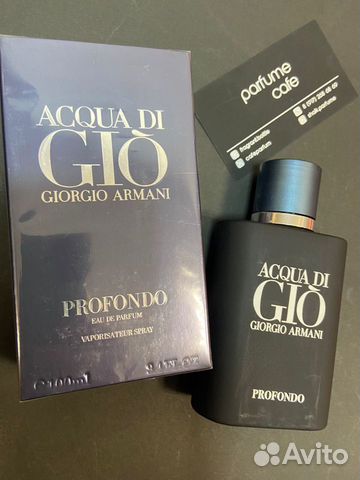 ACQUA DI
GIÒ
GIORGIO ARMANI
PROFONDO
EAU DE PARFUM
VAPORISATEUR SPRAY
℮100ml
parfume
cafe
ACQUA DI
GIÒ
GIORGIO ARMANI
PROFONDO
Avito